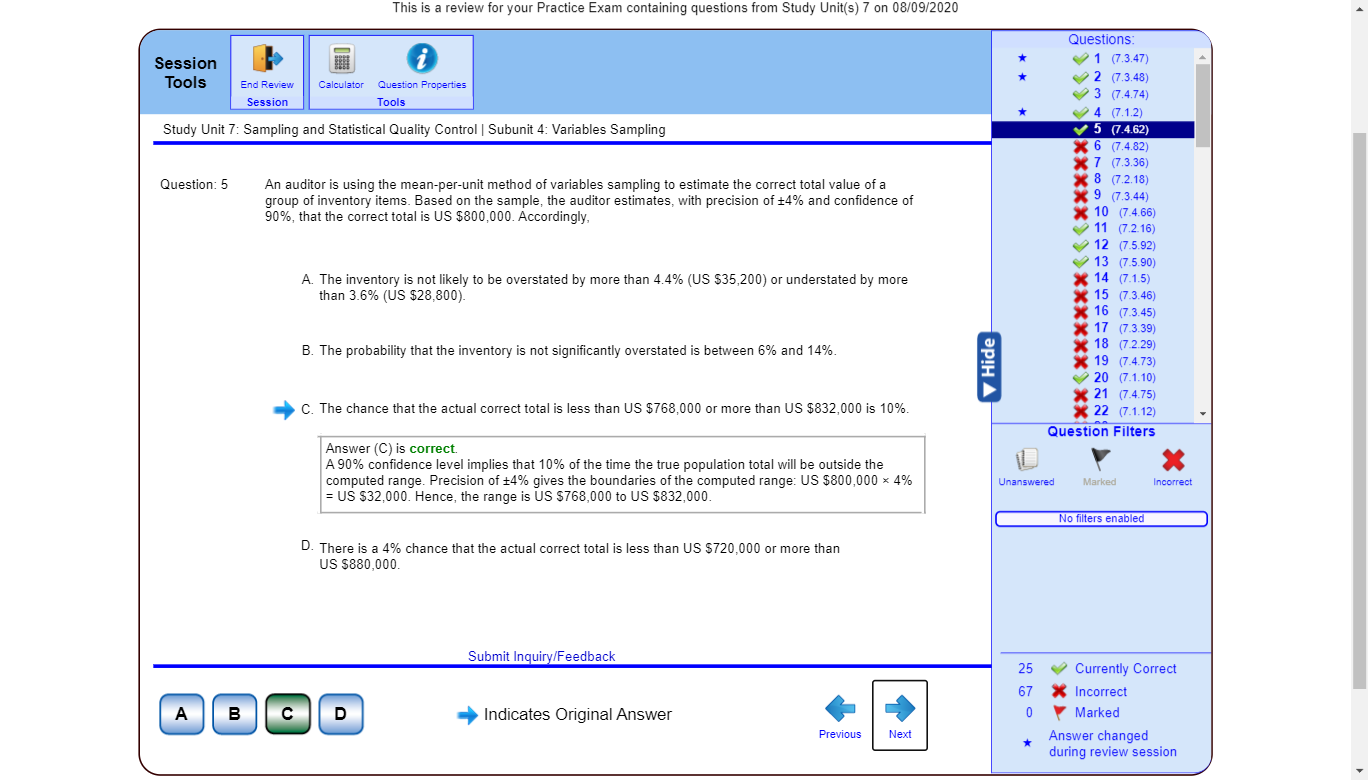 This is a review for your Practice Exam containing questions from Study Unit(s) 7 on 08/09/2020
Session Tools
End Review
Session
Calculator
Question Properties
Tools
Study Unit 7: Sampling and Statistical Quality Control | Subunit 4: Variables Sampling
Question: 5
An auditor is using the mean-per-unit method of variables sampling to estimate the correct total value of a
group of inventory items. Based on the sample, the auditor estimates, with precision of ±4% and confidence of
90%, that the correct total is US $800,000. Accordingly,
A. The inventory is not likely to be overstated by more than 4.4% (US $35,200) or understated by more
than 3.6% (US $28,800).
B. The probability that the inventory is not significantly overstated is between 6% and 14%.
C. The chance that the actual correct total is less than US $768,000 or more than US $832,000 is 10%.
Answer (C) is correct.
A 90% confidence level implies that 10% of the time the true population total will be outside the
computed range. Precision of ±4% gives the boundaries of the computed range: US $800,000 × 4%
= US $32,000. Hence, the range is US $768,000 to US $832,000.
D. There is a 4% chance that the actual correct total is less than US $720,000 or more than
US $880,000.
Submit Inquiry/Feedback
A B C D
Indicates Original Answer
Previous
Next
Hide
Questions:
1 (7.3.47)
2 (7.3.48)
3 (7.4.74)
4 (7.1.2)
5 (7.4.62)
6 (7.4.82)
7 (7.3.36)
8 (7.2.18)
9 (7.3.44)
10 (7.4.66)
11 (7.2.16)
12 (7.5.92)
13 (7.5.90)
14 (7.1.5)
15 (7.3.46)
16 (7.3.45)
17 (7.3.39)
18 (7.2.29)
19 (7.4.73)
20 (7.1.10)
21 (7.4.75)
22 (7.1.12)
Question Filters
Unanswered
Marked
Incorrect
No filters enabled
25 Currently Correct
67 Incorrect
0 Marked
Answer changed
during review session